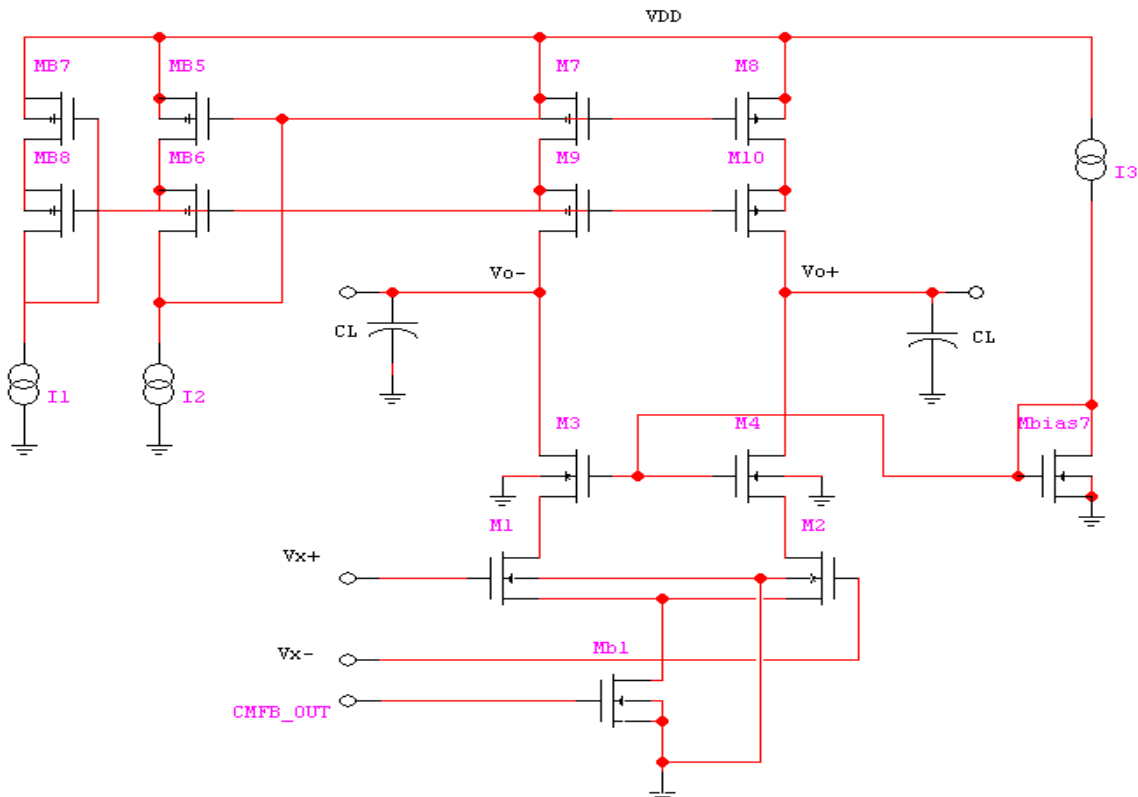 VDD
MB7
MB5
M7
M8
MB8
MB6
M9
M10
I3
Vo-
Vo+
CL
CL
I1
I2
M3
M4
Mbias7
M1
M2
Vx+
Vx-
Mb1
CMFB_OUT